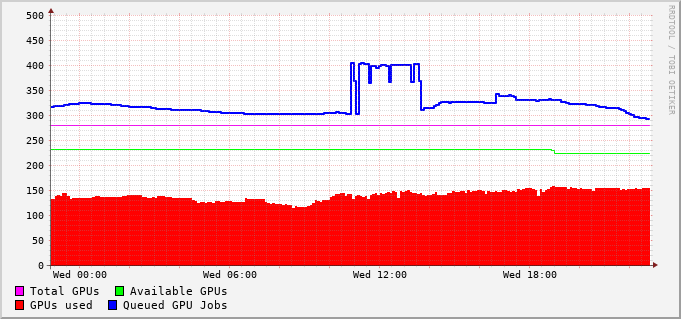 500
450
400
350
300
250
200
150
100
50
0
Wed 00:00 Wed 06:00 Wed 12:00 Wed 18:00
Total GPUs Available GPUs
GPUs used Queued GPU Jobs
RRDTOOL / TOBI OETIKER